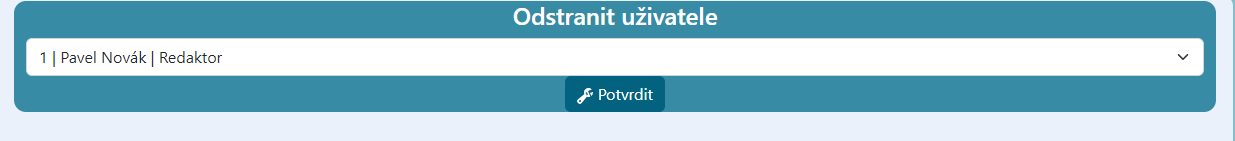 Odstranit uživatele
1 | Pavel Novák | Redaktor
Potvrdit